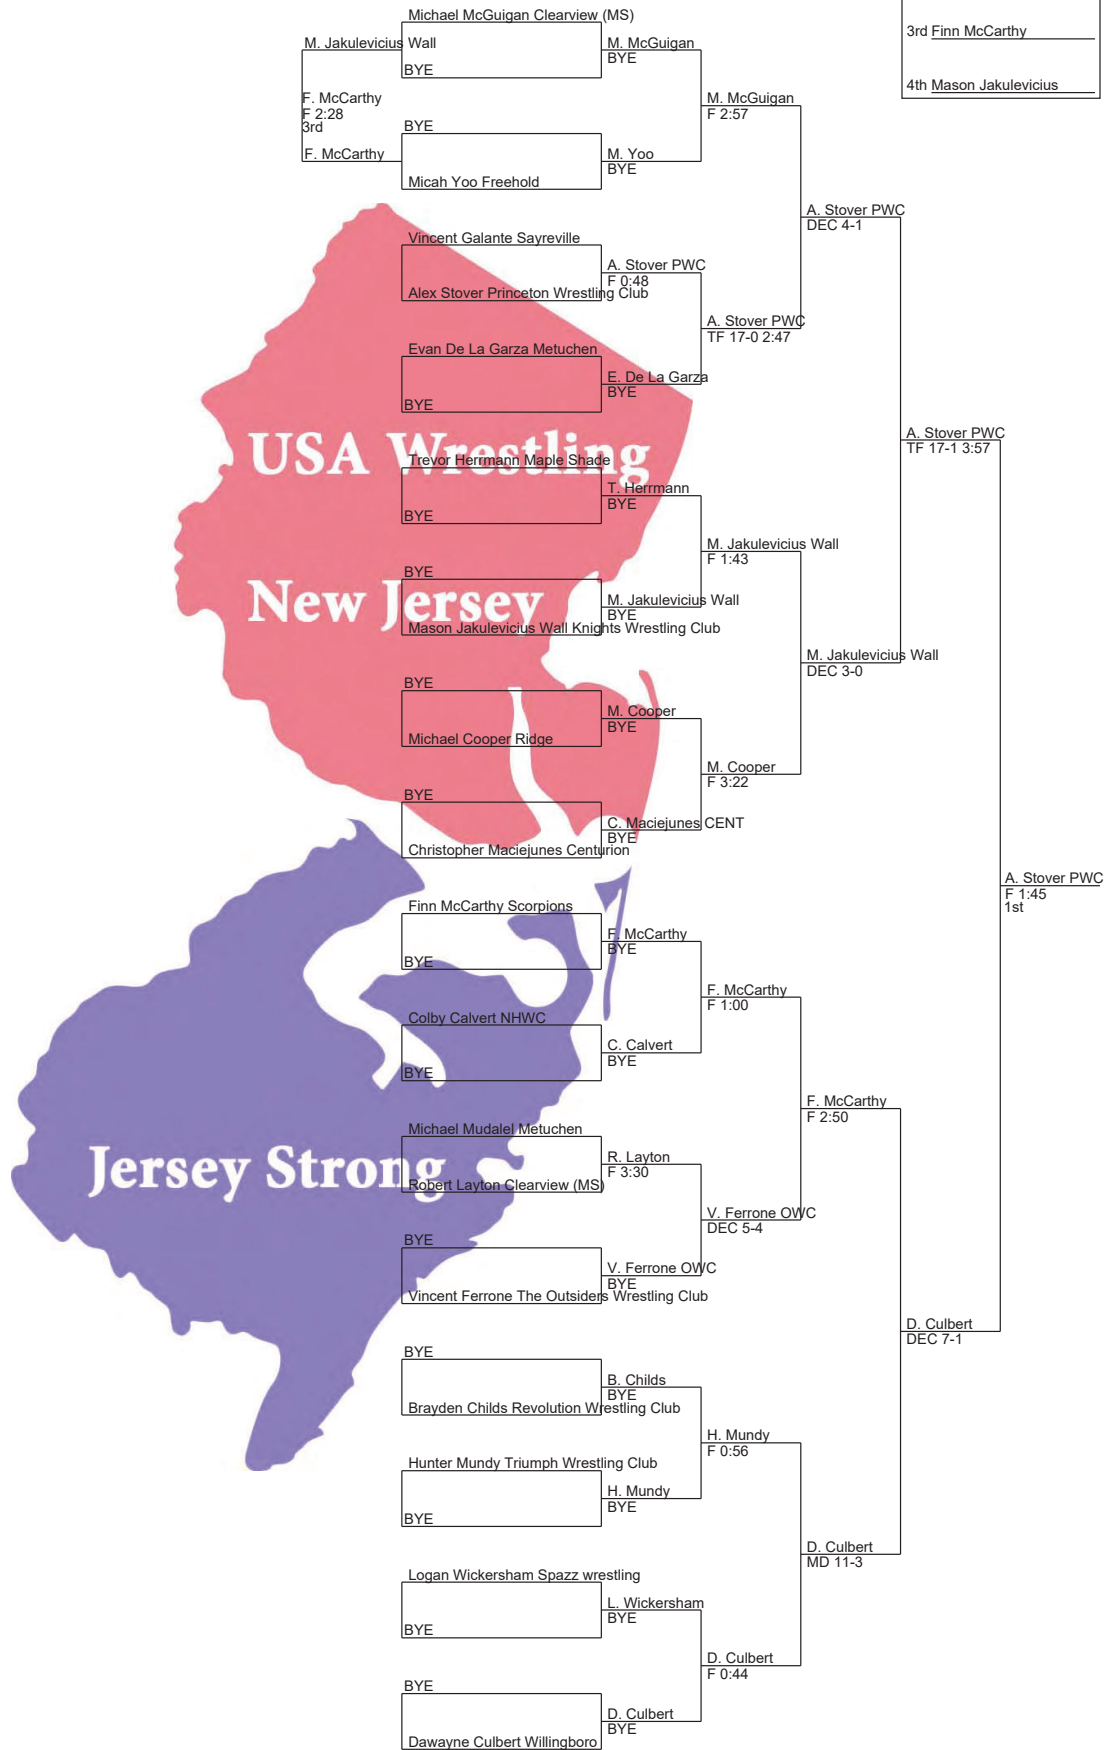 Michael McGuigan Clearview (MS)
3rd Finn McCarthy
M. Jakulevicius Wall
M. McGuigan
BYE
BYE
4th Mason Jakulevicius
F. McCarthy
F 2:28
3rd
M. McGuigan
F 2:57
BYE
F. McCarthy
M. Yoo
BYE
Micah Yoo Freehold
A. Stover PWC
DEC 4-1
Vincent Galante Sayreville
A. Stover PWC
F 0:48
Alex Stover Princeton Wrestling Club
A. Stover PWC
TF 17-0 2:47
Evan De La Garza Metuchen
E. De La Garza
BYE
BYE
A. Stover PWC
TF 17-1 3:57
USA Wrestling
Trevor Herrmann Maple Shade
T. Herrmann
BYE
BYE
M. Jakulevicius Wall
F 1:43
BYE
New Jersey
M. Jakulevicius Wall
BYE
Mason Jakulevicius Wall Knights Wrestling Club
M. Jakulevicius Wall
DEC 3-0
BYE
M. Cooper
BYE
Michael Cooper Ridge
M. Cooper
F 3:22
BYE
C. Maciejunes CENT
BYE
Christopher Maciejunes Centurion
A. Stover PWC
F 1:45
1st
Finn McCarthy Scorpions
F. McCarthy
BYE
BYE
F. McCarthy
F 1:00
Colby Calvert NHWC
C. Calvert
BYE
BYE
F. McCarthy
F 2:50
Michael Mudalel Metuchen
Jersey Strong
R. Layton
F 3:30
Robert Layton Clearview (MS)
V. Ferrone OWC
DEC 5-4
BYE
V. Ferrone OWC
BYE
Vincent Ferrone The Outsiders Wrestling Club
D. Culbert
DEC 7-1
BYE
B. Childs
BYE
Brayden Childs Revolution Wrestling Club
H. Mundy
F 0:56
Hunter Mundy Triumph Wrestling Club
H. Mundy
BYE
BYE
D. Culbert
MD 11-3
Logan Wickersham Spazz wrestling
L. Wickersham
BYE
BYE
D. Culbert
F 0:44
BYE
D. Culbert
BYE
Dawayne Culbert Willingboro